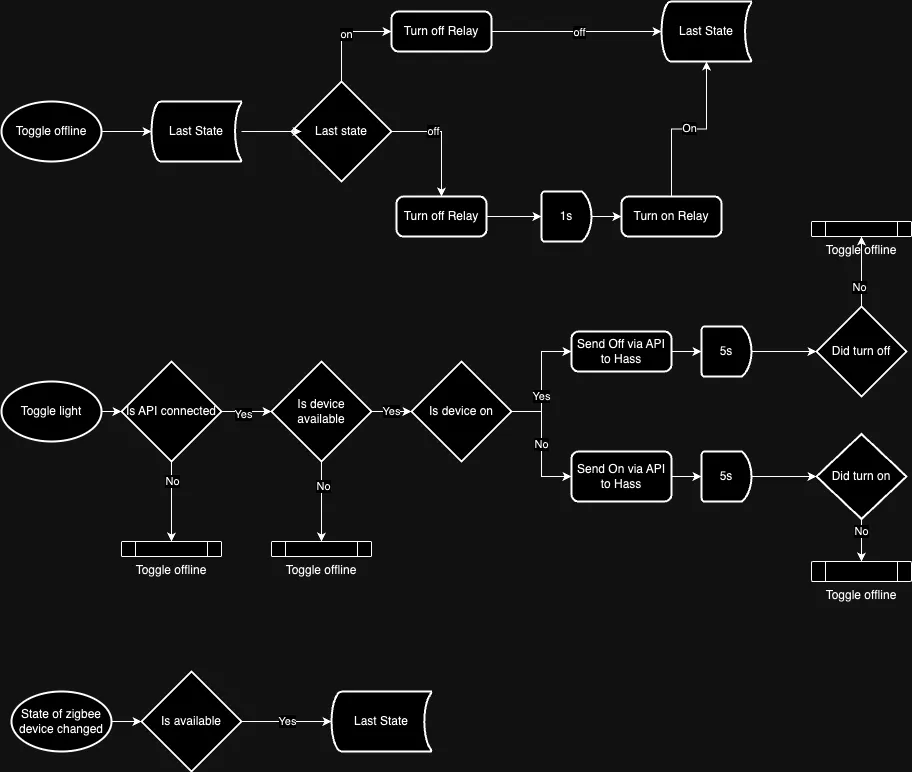 on
Turn off Relay
off
Last State
Toggle offline
Last State
Last state
off
On
Turn off Relay
1s
Turn on Relay
Toggle offline
No
Send Off via API
to Hass
5s
Did turn off
Yes
Toggle light
Is API connected
Yes
Is device
available
Yes
Is device on
No
Send On via API
to Hass
5s
Did turn on
No
No
No
Toggle offline
Toggle offline
Toggle offline
State of zigbee
device changed
Is available
Yes
Last State